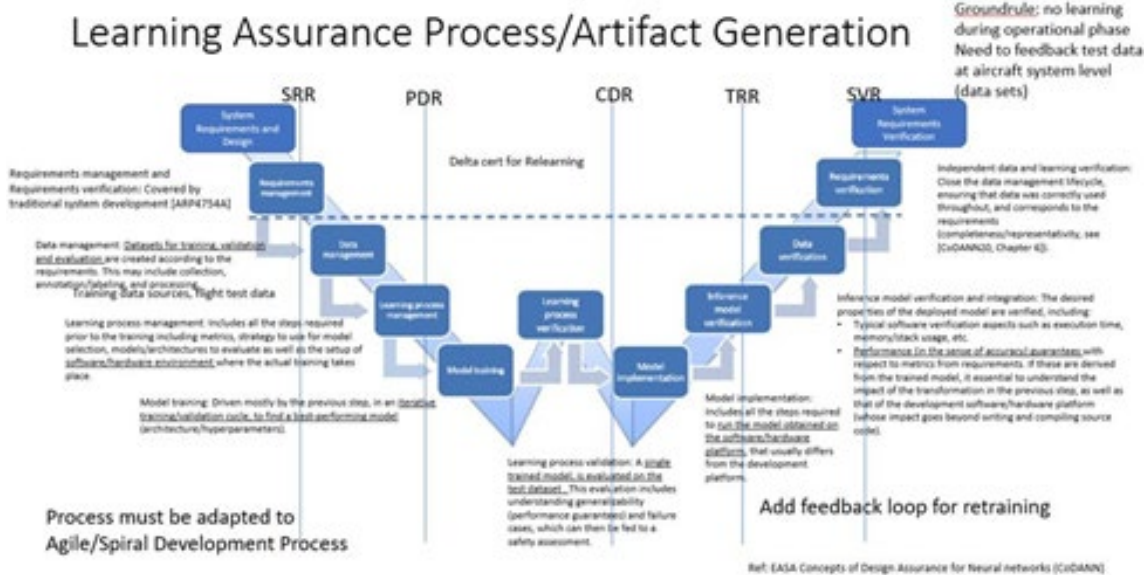 Learning Assurance Process/Artifact Generation
Groundrule: no learning
during operational phase
Need to feedback test data
at aircraft system level
(data sets)
SRR
PDR
CDR
TRR
SVR
System
Requirements and
Design
System
Requirements
Verification
Delta cert for Relearning
Requirements management and
Requirements verification: Covered by
traditional system development [ARP4754A]
Requirements
management
Requirements
verification
Independent data and learning verification:
Close the data management lifecycle,
ensuring that data was correctly used
throughout, and corresponds to the
requirements
(completeness/representativity, see
[CoDANN20, Chapter 6]).
Data management: Datasets for training, validation
and evaluation are created according to the
requirements. This may include collection,
annotation/labeling, and processing.
Training data sources, flight test data
Data
management
Data
verification
Learning process
management
Learning
process
verification
Inference
model
verification
Learning process management: Includes all the steps required
prior to the training including metrics, strategy to use for model
selection, models/architectures to evaluate as well as the setup of
software/hardware environment where the actual training takes
place.
Inference model verification and integration: The desired
properties of the deployed model are verified, including:
• Typical software verification aspects such as execution time,
memory/stack usage, etc.
• Performance (in the sense of accuracy) guarantees with
respect to metrics from requirements. If these are derived
from the trained model, it essential to understand the
impact of the transformation in the previous step, as well as
that of the development software/hardware platform
(whose impact goes beyond writing and compiling source
code).
Model training
Model
implementation
Model training: Driven mostly by the previous step, in an iterative
training/validation cycle, to find a best-performing model
(architecture/hyperparameters).
Model implementation:
Includes all the steps required
to run the model obtained on
the software/hardware
platform, that usually differs
from the development
platform.
Learning process validation: A single
trained model, is evaluated on the
test dataset. This evaluation includes
understanding generalizability
(performance guarantees) and failure
cases, which can then be fed to a
safety assessment.
Process must be adapted to
Agile/Spiral Development Process
Add feedback loop for retraining
Ref: EASA Concepts of Design Assurance for Neural networks (CoDANN)